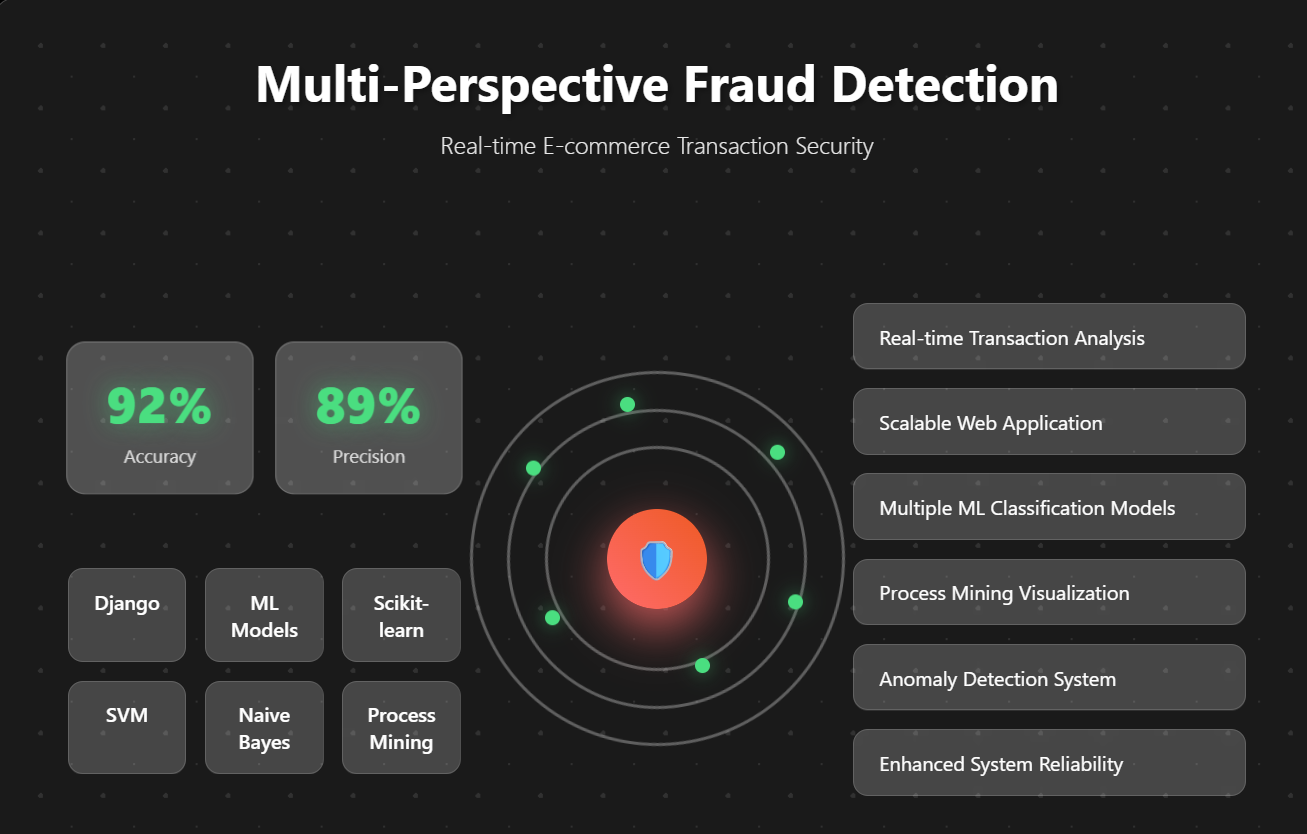 Multi-Perspective Fraud Detection
Real-time E-commerce Transaction Security
92%
Accuracy
89%
Precision
Django
ML
Models
Scikit-
learn
SVM
Naive
Bayes
Process
Mining
Real-time Transaction Analysis
Scalable Web Application
Multiple ML Classification Models
Process Mining Visualization
Anomaly Detection System
Enhanced System Reliability